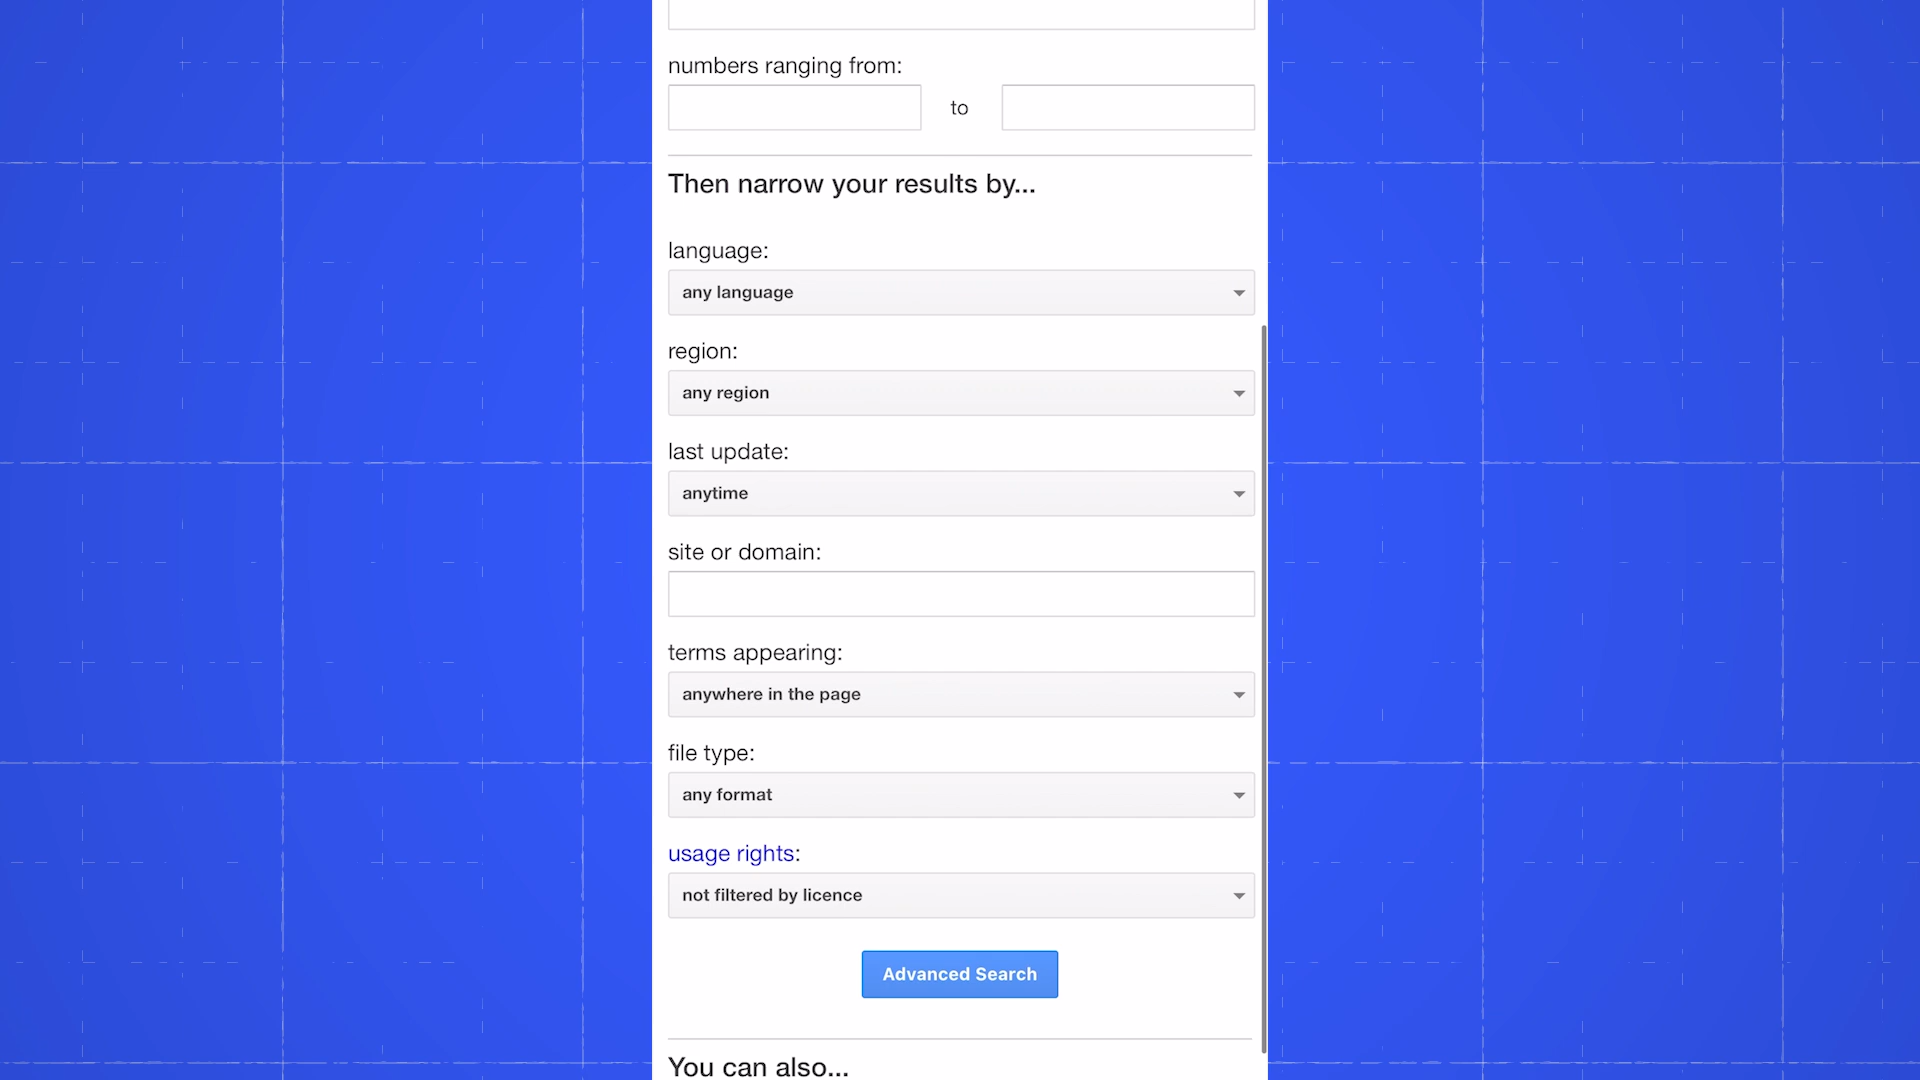 numbers ranging from:
to
Then narrow your results by...
language:
any language
region:
any region
last update:
anytime
site or domain:
terms appearing:
anywhere in the page
file type:
any format
usage rights:
not filtered by licence
Advanced Search
You can also...